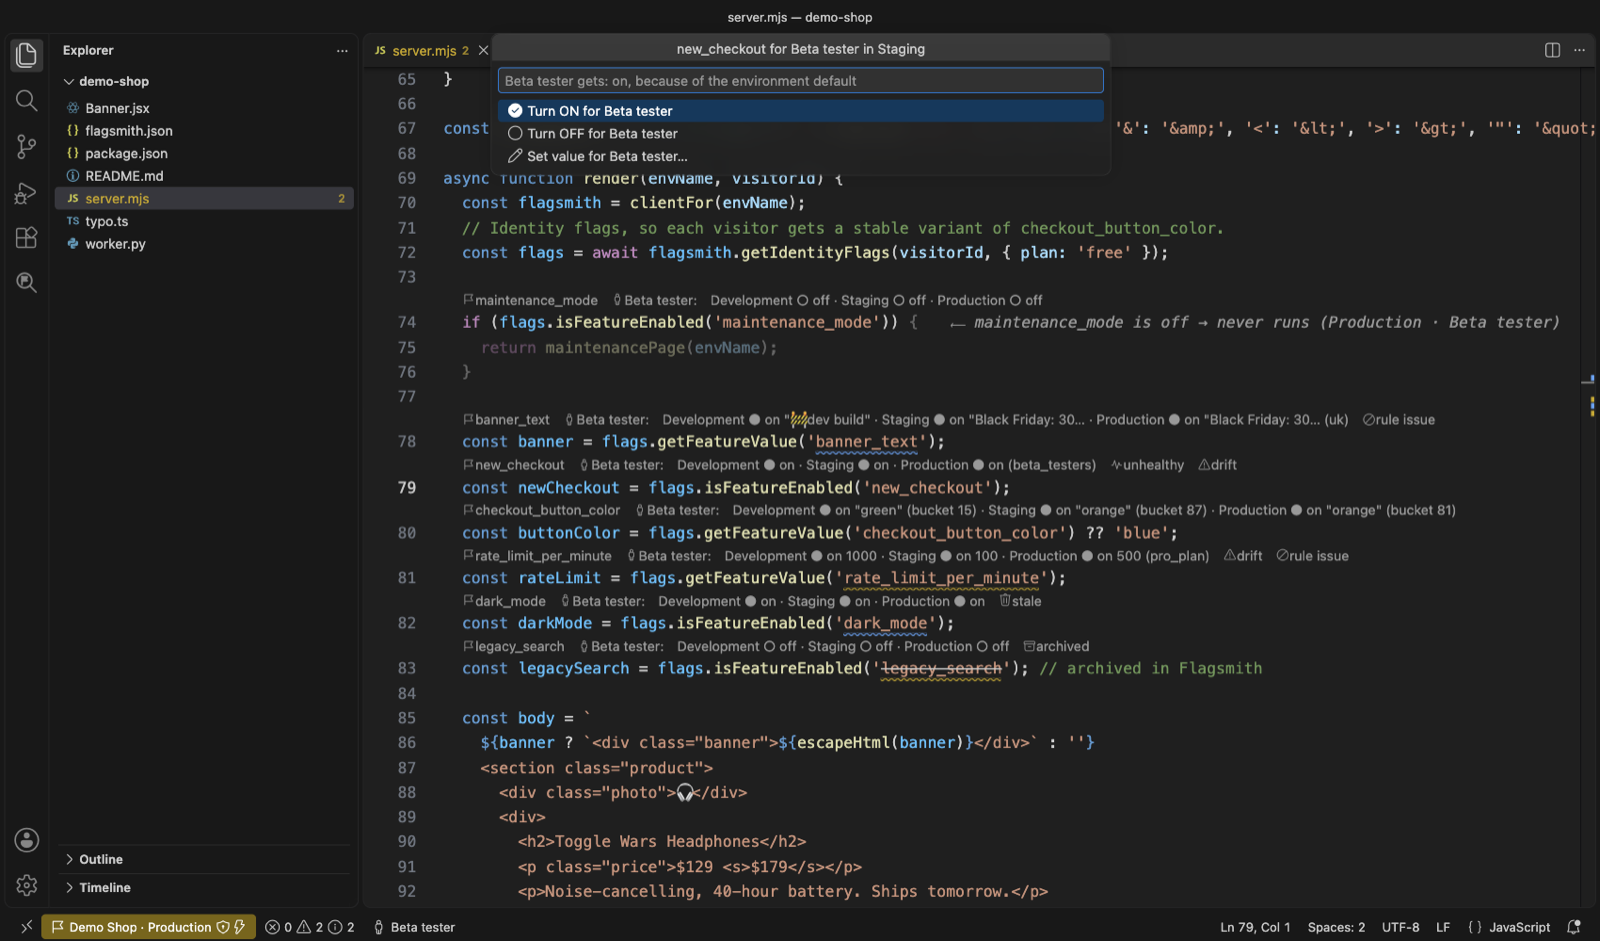 server.mjs — demo-shop
Explorer
demo-shop
Banner.jsx
flagsmith.json
package.json
README.md
JS server.mjs 2
TS typo.ts
worker.py
Outline
Timeline
JS server.mjs 2
new_checkout for Beta tester in Staging
Beta tester gets: on, because of the environment default
Turn ON for Beta tester
Turn OFF for Beta tester
Set value for Beta tester...
65 }
66
67 const '&': '&amp;', '<': '&lt;', '>': '&gt;', '"': '&quot;
68
69 async function render(envName, visitorId) {
70 const flagsmith = clientFor(envName);
71 // Identity flags, so each visitor gets a stable variant of checkout_button_color.
72 const flags = await flagsmith.getIdentityFlags(visitorId, { plan: 'free' });
73
maintenance_mode Beta tester: Development off · Staging off · Production off
74 if (flags.isFeatureEnabled('maintenance_mode')) { ← maintenance_mode is off → never runs (Production · Beta tester)
75 return maintenancePage(envName);
76 }
77
banner_text Beta tester: Development on "🚧dev build" · Staging on "Black Friday: 30... · Production on "Black Friday: 30... (uk) rule issue
78 const banner = flags.getFeatureValue('banner_text');
new_checkout Beta tester: Development on · Staging on · Production on (beta_testers) unhealthy drift
79 const newCheckout = flags.isFeatureEnabled('new_checkout');
checkout_button_color Beta tester: Development on "green" (bucket 15) · Staging on "orange" (bucket 87) · Production on "orange" (bucket 81)
80 const buttonColor = flags.getFeatureValue('checkout_button_color') ?? 'blue';
rate_limit_per_minute Beta tester: Development on 1000 · Staging on 100 · Production on 500 (pro_plan) drift rule issue
81 const rateLimit = flags.getFeatureValue('rate_limit_per_minute');
dark_mode Beta tester: Development on · Staging on · Production on stale
82 const darkMode = flags.isFeatureEnabled('dark_mode');
legacy_search Beta tester: Development off · Staging off · Production off archived
83 const legacySearch = flags.isFeatureEnabled('legacy_search'); // archived in Flagsmith
84
85 const body = `
86 ${banner ? `<div class="banner">${escapeHtml(banner)}</div>` : ''}
87 <section class="product">
88 <div class="photo">🎧</div>
89 <div>
90 <h2>Toggle Wars Headphones</h2>
91 <p class="price">$129 <s>$179</s></p>
92 <p>Noise-cancelling, 40-hour battery. Ships tomorrow.</p>
Demo Shop · Production 0 2 2 Beta tester Ln 79, Col 1 Spaces: 2 UTF-8 LF { } JavaScript